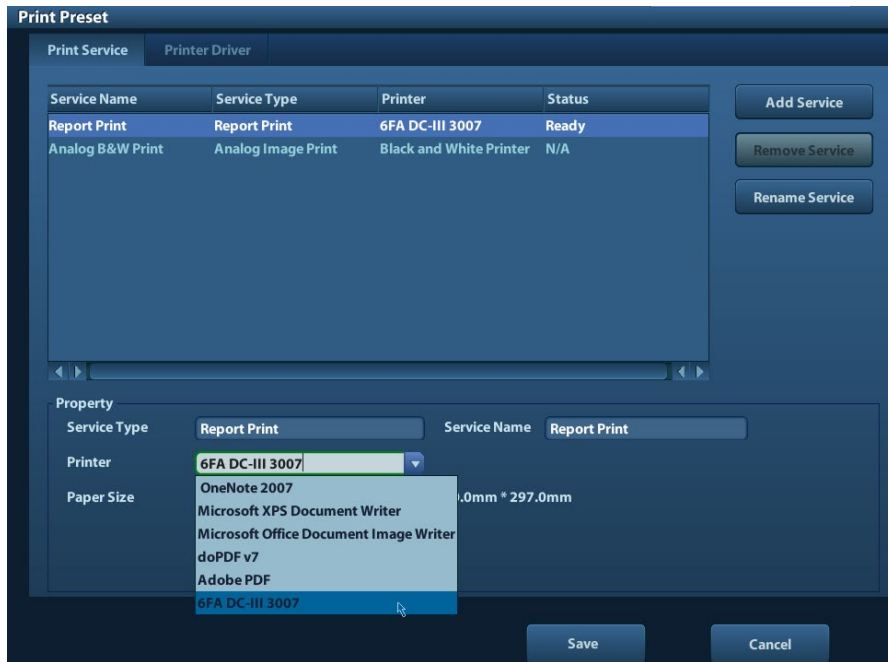 Print Preset
Print Service Printer Driver
Service Name Service Type Printer Status
Report Print Report Print 6FA DC-III 3007 Ready
Analog B&W Print Analog Image Print Black and White Printer N/A
Add Service
Remove Service
Rename Service
Property
Service Type Report Print Service Name Report Print
Printer 6FA DC-III 3007
Paper Size .0mm * 297.0mm
OneNote 2007
Microsoft XPS Document Writer
Microsoft Office Document Image Writer
doPDF v7
Adobe PDF
6FA DC-III 3007
Save Cancel